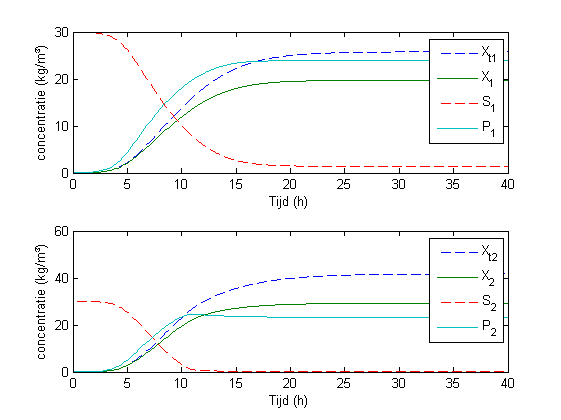 30
20
10
0
0 5 10 15 20 25 30 35 40
concentratie (kg/m³)
Tijd (h)
Xt1
X1
S1
P1
60
40
20
0
0 5 10 15 20 25 30 35 40
concentratie (kg/m³)
Tijd (h)
Xt2
X2
S2
P2